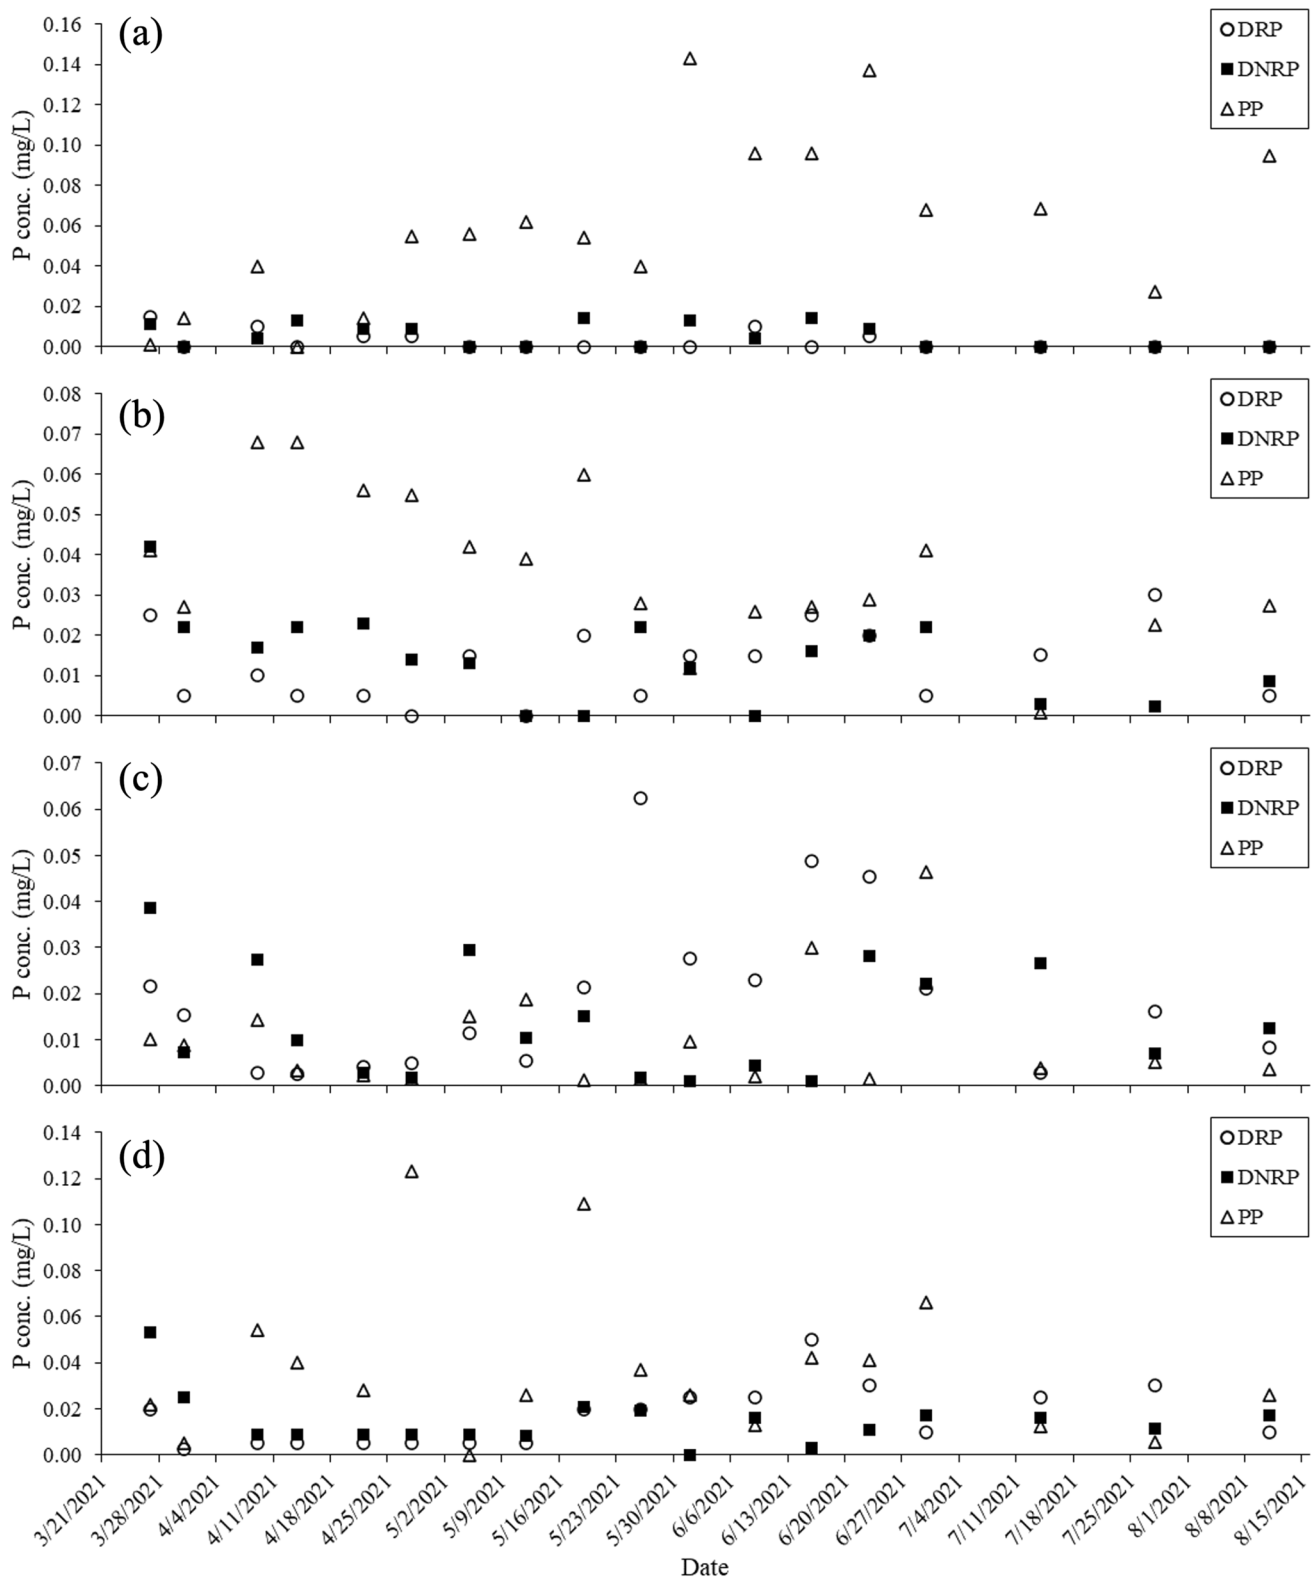 (a)
P conc. (mg/L)
0.16
0.14
0.12
0.10
0.08
0.06
0.04
0.02
0.00
DRP
DNRP
PP
(b)
P conc. (mg/L)
0.08
0.07
0.06
0.05
0.04
0.03
0.02
0.01
0.00
DRP
DNRP
PP
(c)
P conc. (mg/L)
0.07
0.06
0.05
0.04
0.03
0.02
0.01
0.00
DRP
DNRP
PP
(d)
P conc. (mg/L)
0.14
0.12
0.10
0.08
0.06
0.04
0.02
0.00
DRP
DNRP
PP
3/21/2021
3/28/2021
4/4/2021
4/11/2021
4/18/2021
4/25/2021
5/2/2021
5/9/2021
5/16/2021
5/23/2021
5/30/2021
6/6/2021
6/13/2021
6/20/2021
6/27/2021
7/4/2021
7/11/2021
7/18/2021
7/25/2021
8/1/2021
8/8/2021
8/15/2021
Date